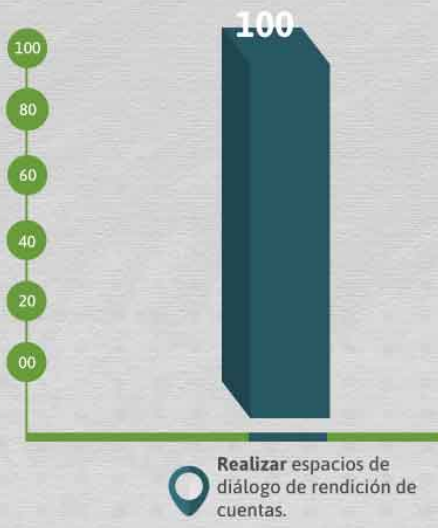 100
100
80
60
40
20
00
Realizar espacios de
diálogo de rendición de
cuentas.